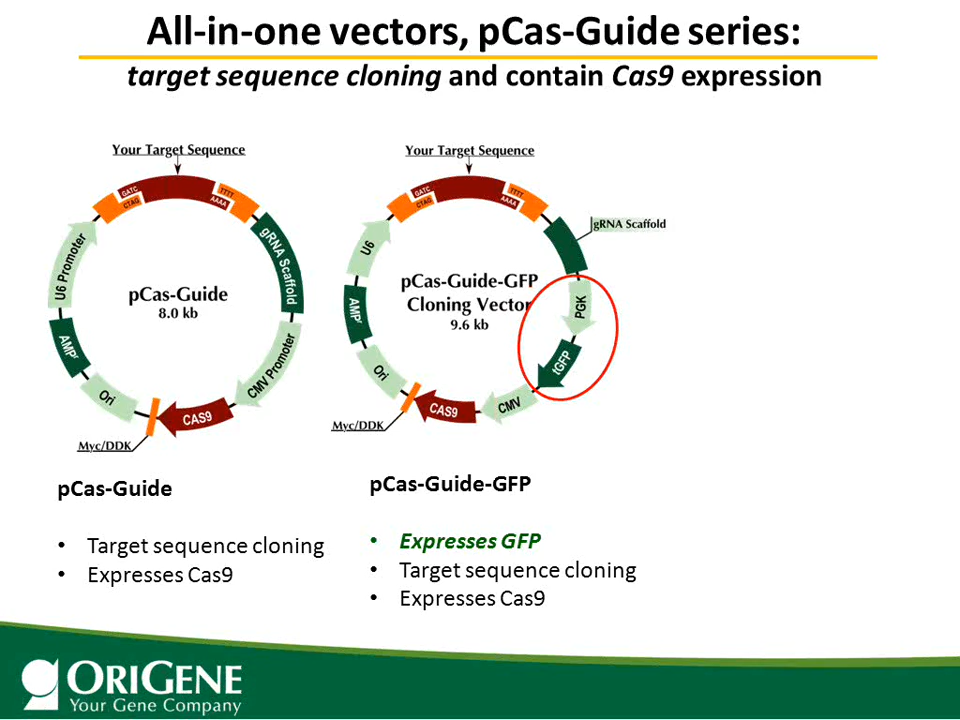 All-in-one vectors, pCas-Guide series:
target sequence cloning and contain Cas9 expression
Your Target Sequence
GATC
CTAG
TTTT
AAAA
U6 Promoter
gRNA Scaffold
pCas-Guide
8.0 kb
AMPr
CMV Promoter
Ori
CAS9
Myc/DDK
Your Target Sequence
GATC
CTAG
TTTT
AAAA
gRNA Scaffold
U6
pCas-Guide-GFP
Cloning Vector
9.6 kb
PGK
AMPr
tGFP
Ori
CAS9
CMV
Myc/DDK
pCas-Guide
• Target sequence cloning
• Expresses Cas9
pCas-Guide-GFP
• Expresses GFP
• Target sequence cloning
• Expresses Cas9
ORIGENE
Your Gene Company